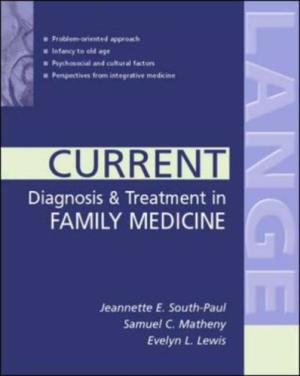 Problem-oriented approach
Infancy to old age
Psychosocial and cultural factors
Perspectives from integrative medicine
LANGE
CURRENT
Diagnosis & Treatment in
FAMILY MEDICINE
Jeannette E. South-Paul
Samuel C. Matheny
Evelyn L. Lewis